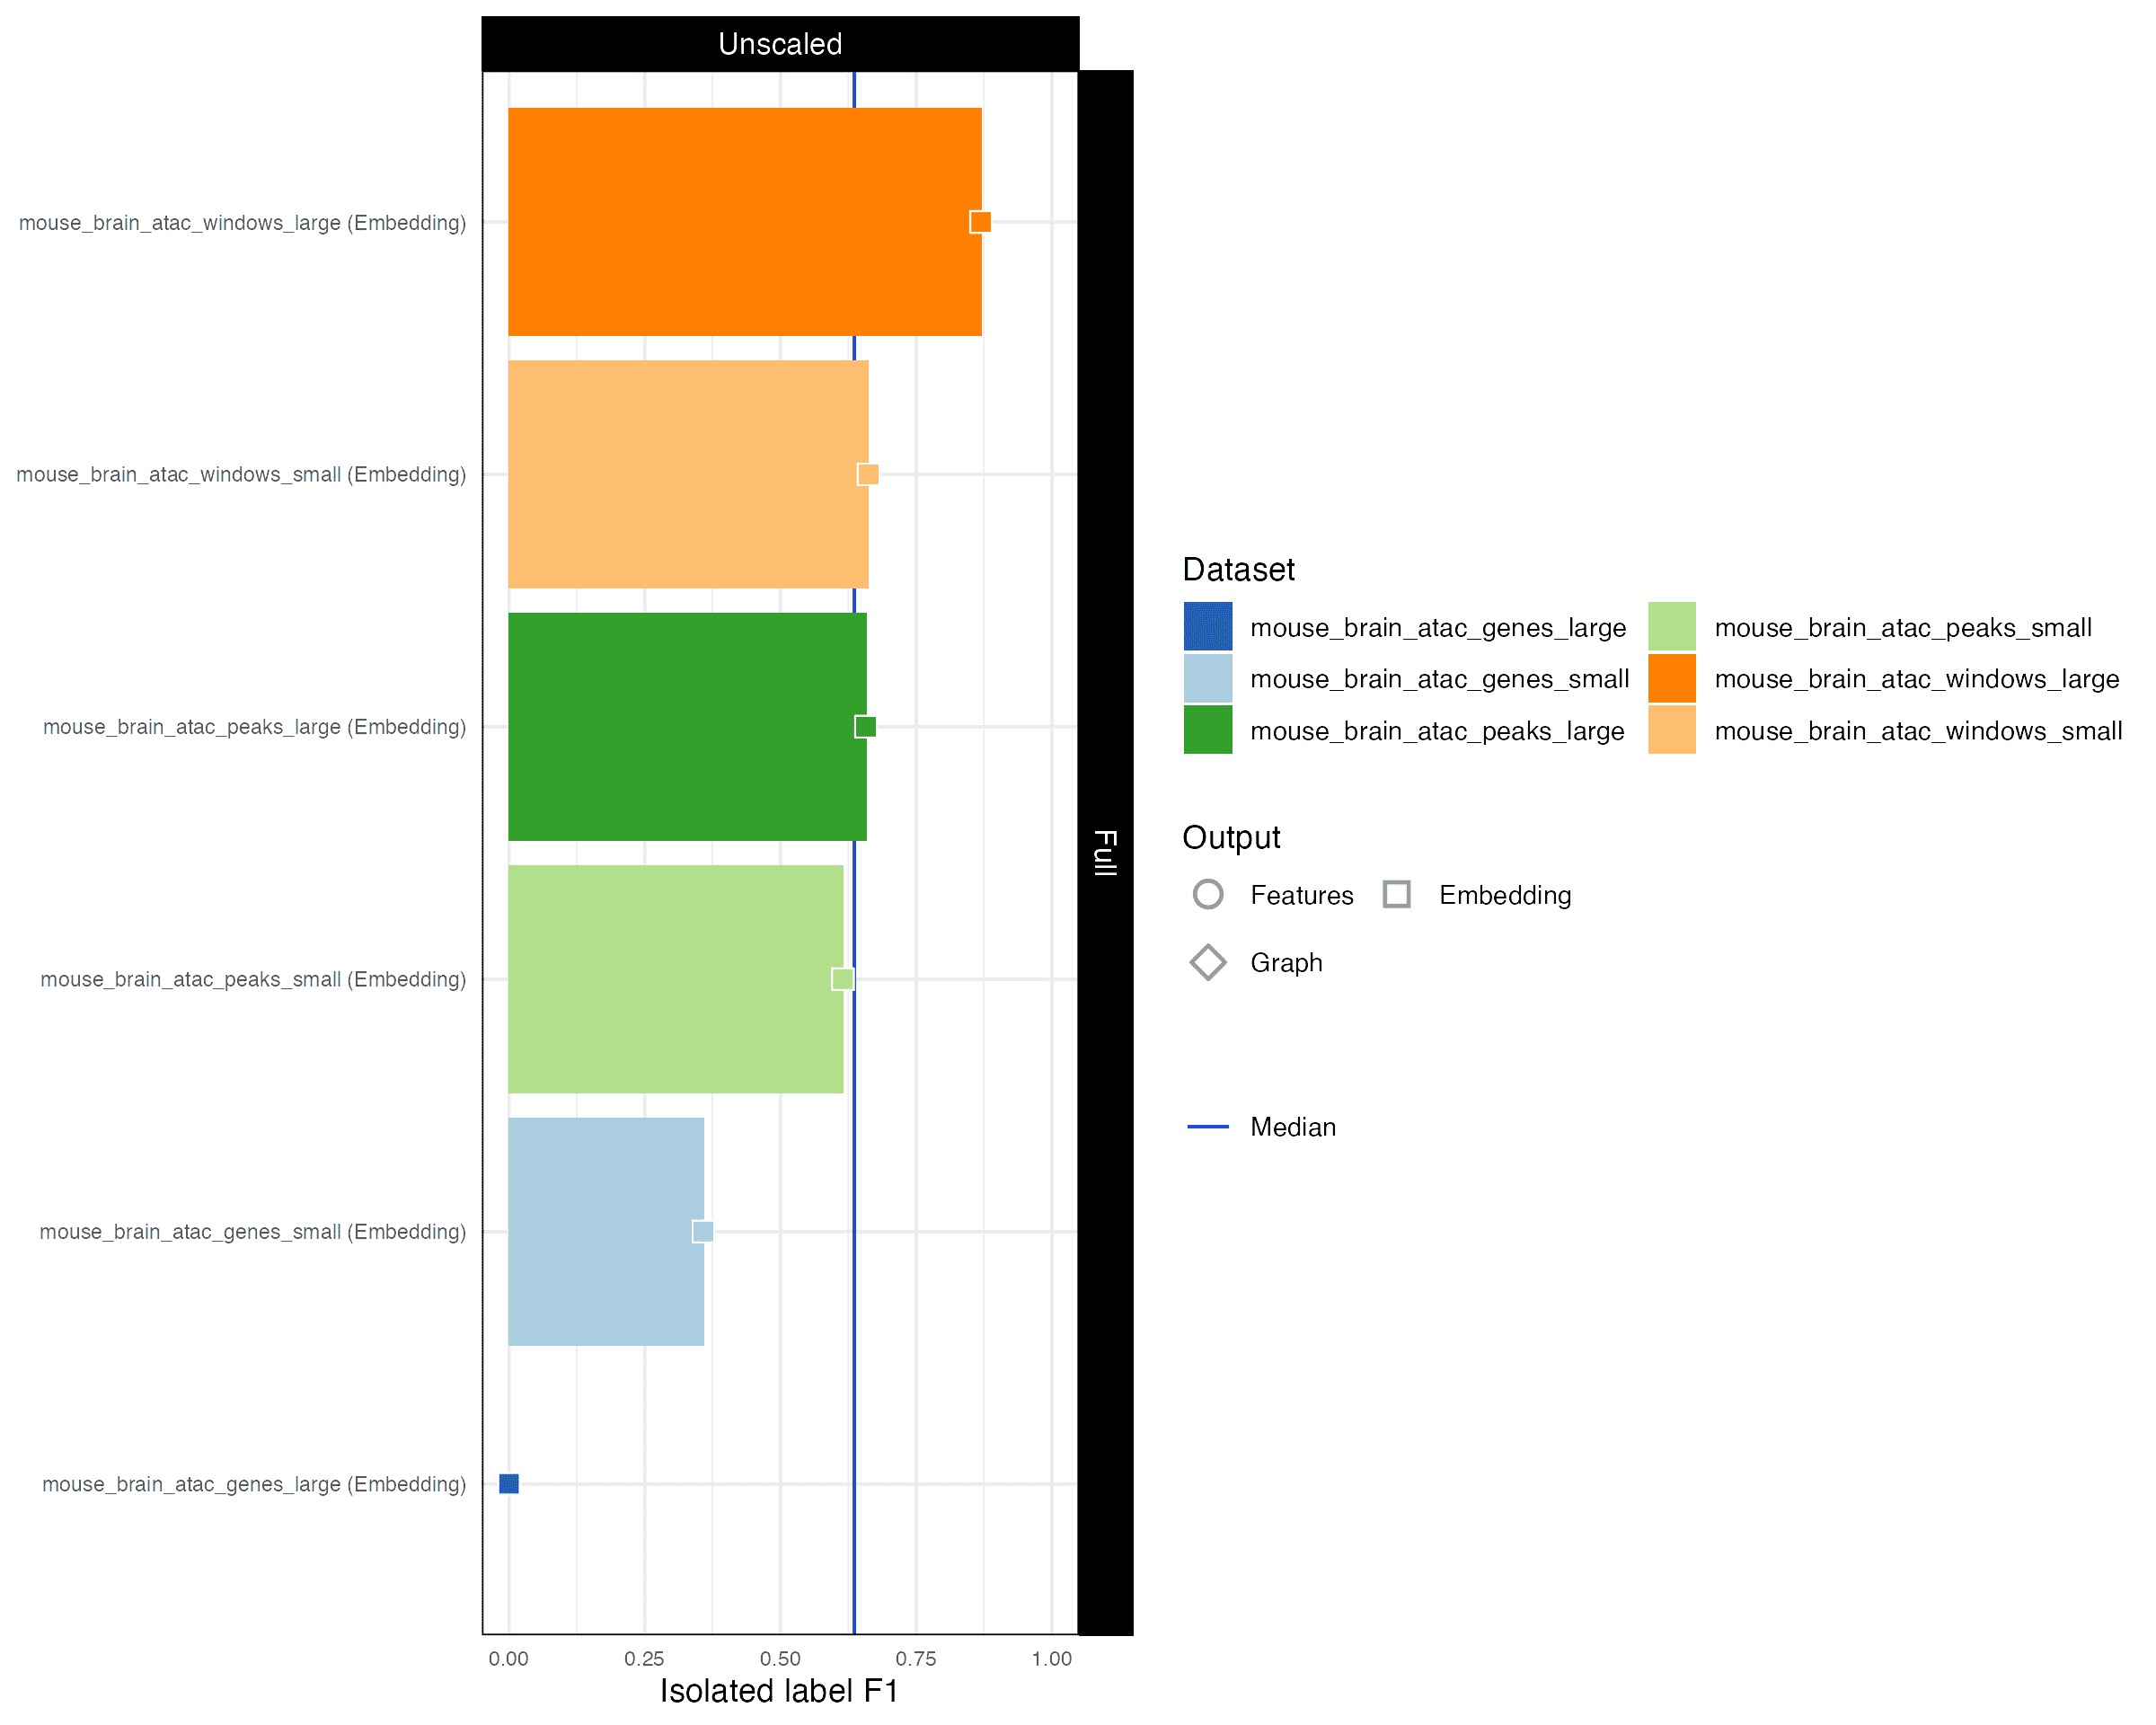 Unscaled
mouse_brain_atac_windows_large (Embedding)
mouse_brain_atac_windows_small (Embedding)
mouse_brain_atac_peaks_large (Embedding)
mouse_brain_atac_peaks_small (Embedding)
mouse_brain_atac_genes_small (Embedding)
mouse_brain_atac_genes_large (Embedding)
0.00 0.25 0.50 0.75 1.00
Isolated label F1
Full
Dataset
mouse_brain_atac_genes_large mouse_brain_atac_peaks_small
mouse_brain_atac_genes_small mouse_brain_atac_windows_large
mouse_brain_atac_peaks_large mouse_brain_atac_windows_small
Output
Features Embedding
Graph
Median